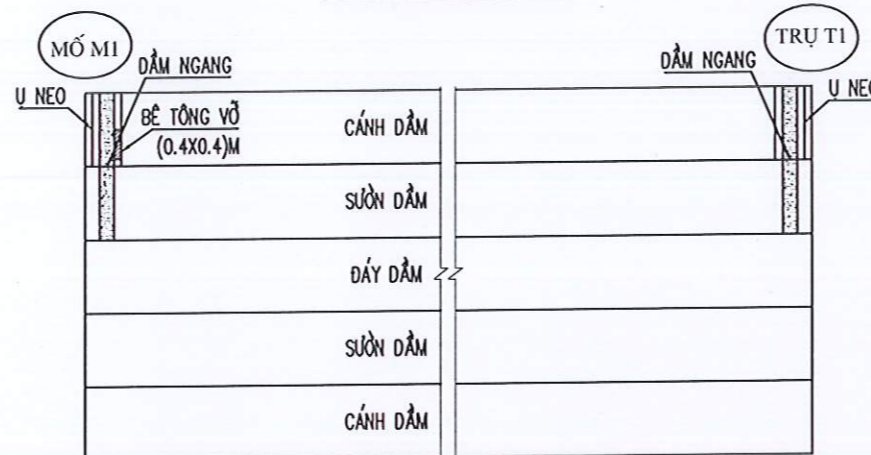 MỐ M1
TRỤ T1
DẦM NGANG
DẦM NGANG
Ụ NEO
Ụ NEO
BÊ TÔNG VỠ
(0.4X0.4)M
CÁNH DẦM
SƯỜN DẦM
ĐÁY DẦM
SƯỜN DẦM
CÁNH DẦM